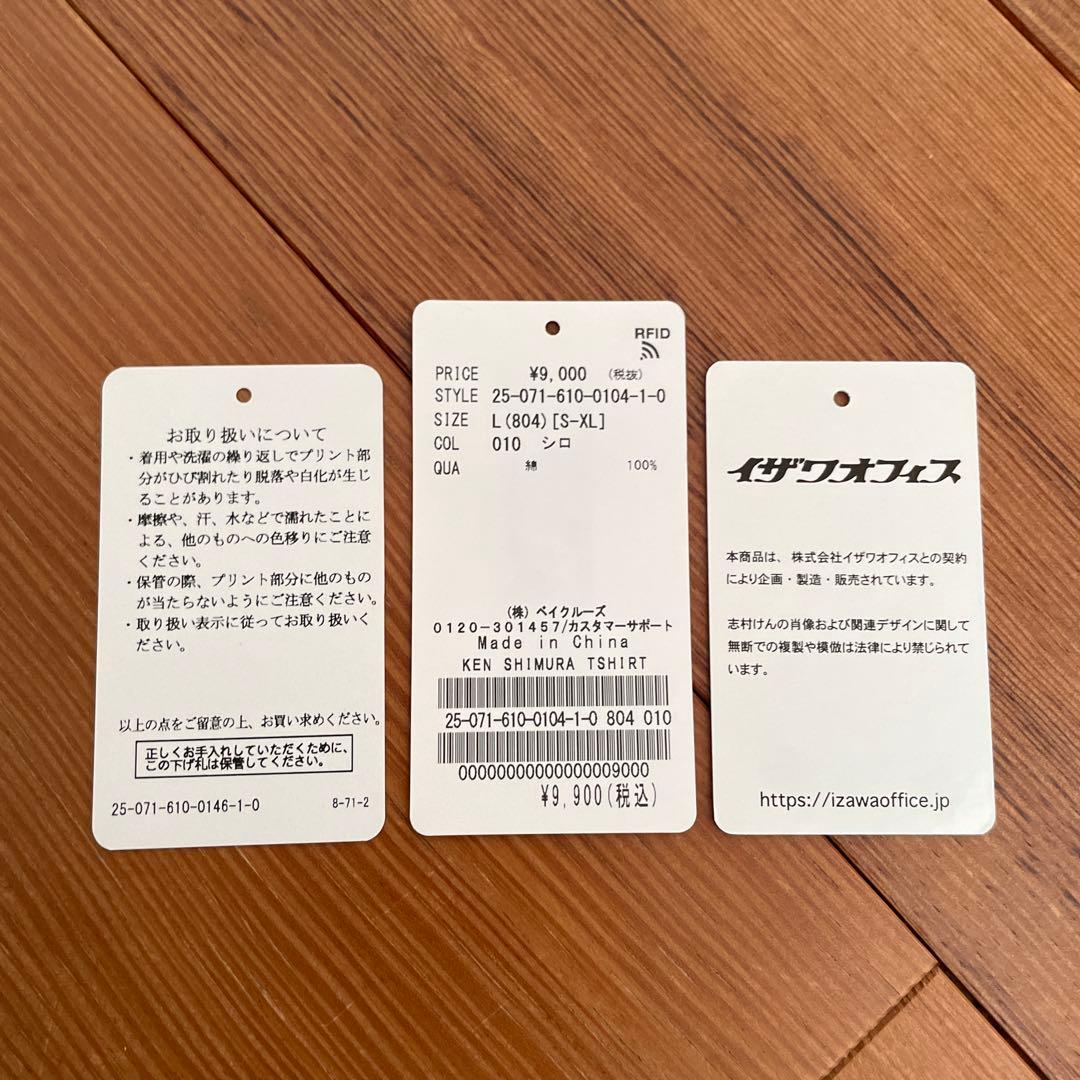 お取り扱いについて
・着用や洗濯の繰り返しでプリント部
分がひび割れたり脱落や白化が生じ
ることがあります。
・摩擦や、汗、水などで濡れたことに
よる、他のものへの色移りにご注意
ください。
・保管の際、プリント部分に他のもの
が当たらないようにご注意ください。
・取り扱い表示に従ってお取り扱いく
ださい。
以上の点をご留意の上、お買い求めください。
正しくお手入れしていただくために、
この下げ札は保管してください。
25-071-610-0146-1-0 8-71-2
RFID
PRICE ¥9,000 (税抜)
STYLE 25-071-610-0104-1-0
SIZE L(804)[S-XL]
COL 010 シロ
QUA 綿 100%
(株) ベイクルーズ
0120-301457/カスタマーサポート
Made in China
KEN SHIMURA TSHIRT
25-071-610-0104-1-0 804 010
00000000000000009000
¥9,900(税込)
イザワオフィス
本商品は、株式会社イザワオフィスとの契約
により企画・製造・販売されています。
志村けんの肖像および関連デザインに関して
無断での複製や模倣は法律により禁じられて
います。
https://izawaoffice.jp